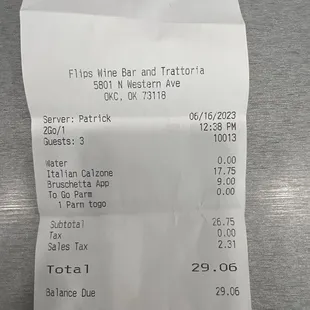 Flips Wine Bar and Trattoria
5801 N Western Ave
OKC, OK 73118
Server: Patrick 06/16/2023
2Go/1 12:38 PM
Guests: 3 10013
Water 0.00
Italian Calzone 17.75
Bruschetta App 9.00
To Go Parm 0.00
1 Parm togo
Subtotal 26.75
Tax 0.00
Sales Tax 2.31
Total 29.06
Balance Due 29.06